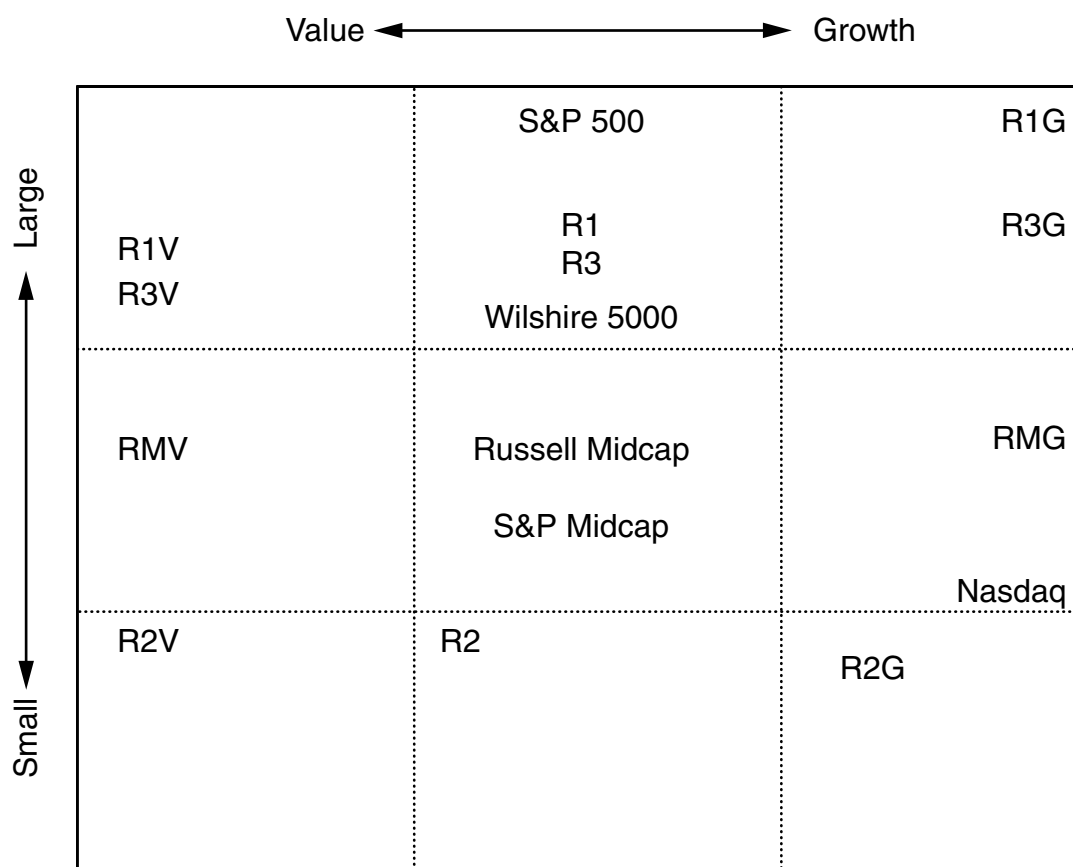 Value Growth
Large
Small
S&P 500 R1G
R1 R3G
R1V
R3
R3V
Wilshire 5000
RMV Russell Midcap RMG
S&P Midcap
Nasdaq
R2V R2
R2G